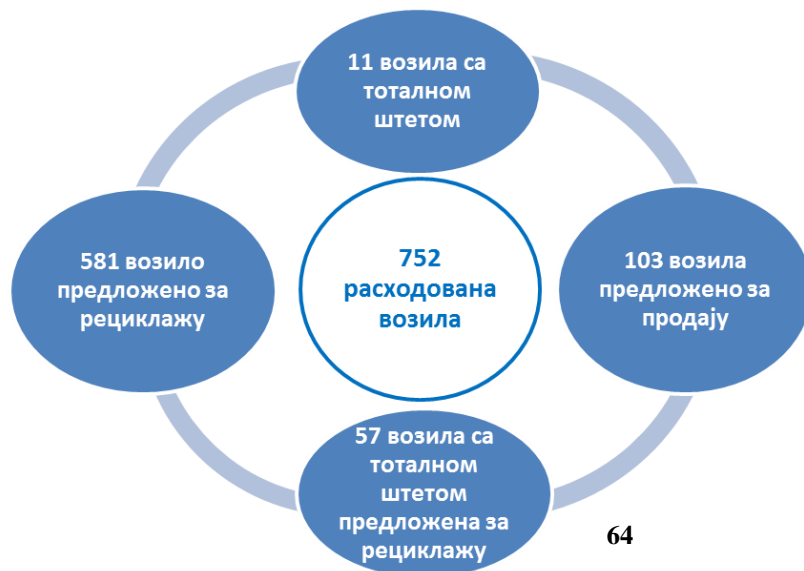 11 возила са
тоталном
штетом
581 возило
предложено за
рециклажу
752
расходована
возила
103 возила
предложено за
продају
57 возила са
тоталном
штетом
предложена за
рециклажу
64